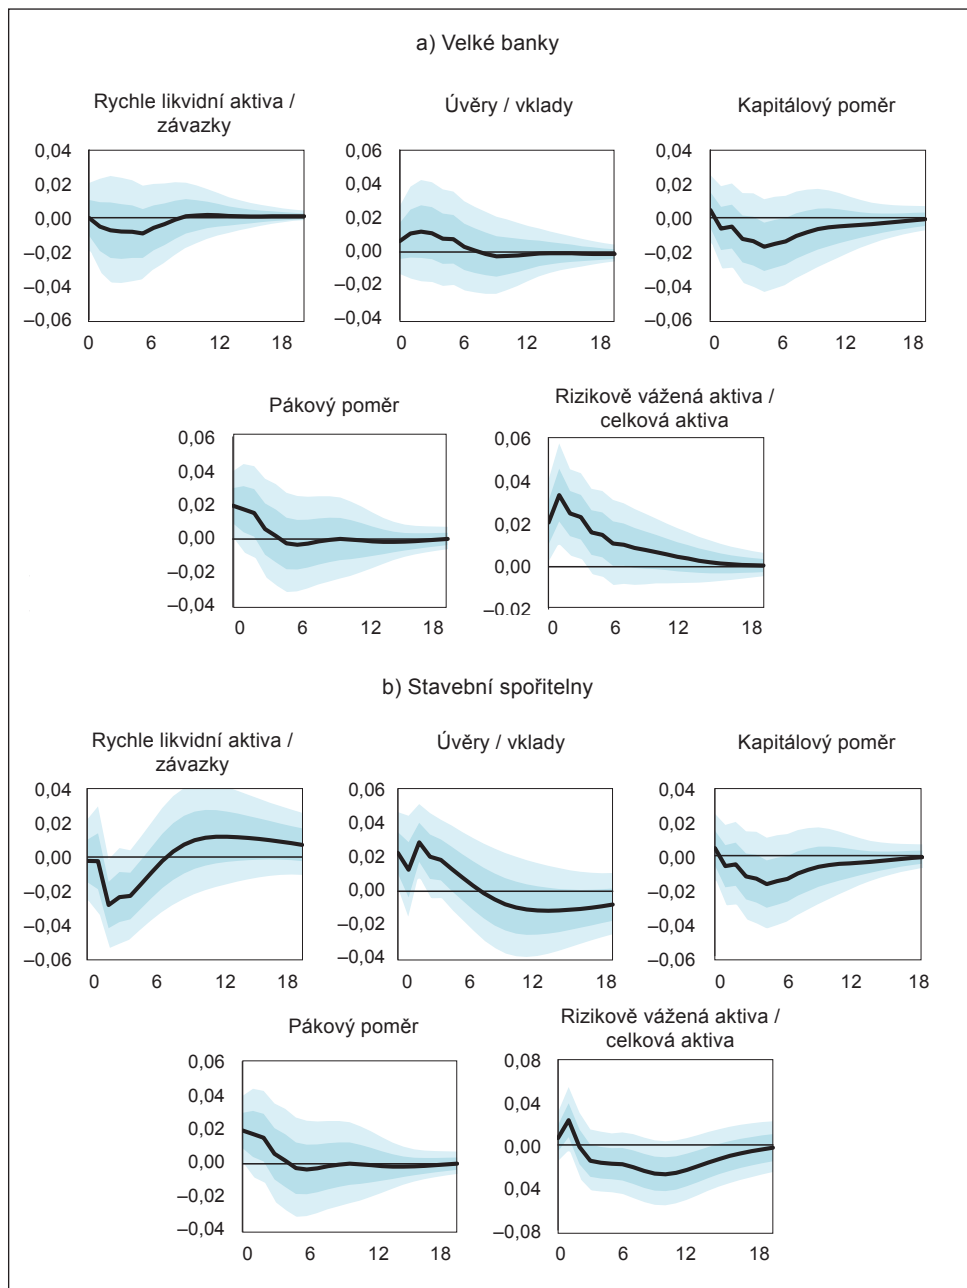 a) Velké banky
Rychle likvidní aktiva /
závazky
0,04
0,02
0,00
–0,02
–0,04
–0,06
0 6 12 18
Úvěry / vklady
0,06
0,04
0,02
0,00
–0,02
–0,04
0 6 12 18
Kapitálový poměr
0,04
0,02
0,00
–0,02
–0,04
–0,06
0 6 12 18
Pákový poměr
0,06
0,04
0,02
0,00
–0,02
–0,04
0 6 12 18
Rizikově vážená aktiva /
celková aktiva
0,06
0,04
0,02
0,00
–0,02
0 6 12 18
b) Stavební spořitelny
Rychle likvidní aktiva /
závazky
0,04
0,02
0,00
–0,02
–0,04
–0,06
0 6 12 18
Úvěry / vklady
0,06
0,04
0,02
0,00
–0,02
–0,04
0 6 12 18
Kapitálový poměr
0,04
0,02
0,00
–0,02
–0,04
–0,06
0 6 12 18
Pákový poměr
0,06
0,04
0,02
0,00
–0,02
–0,04
0 6 12 18
Rizikově vážená aktiva /
celková aktiva
0,08
0,04
0,00
0,04
–0,08
0 6 12 18